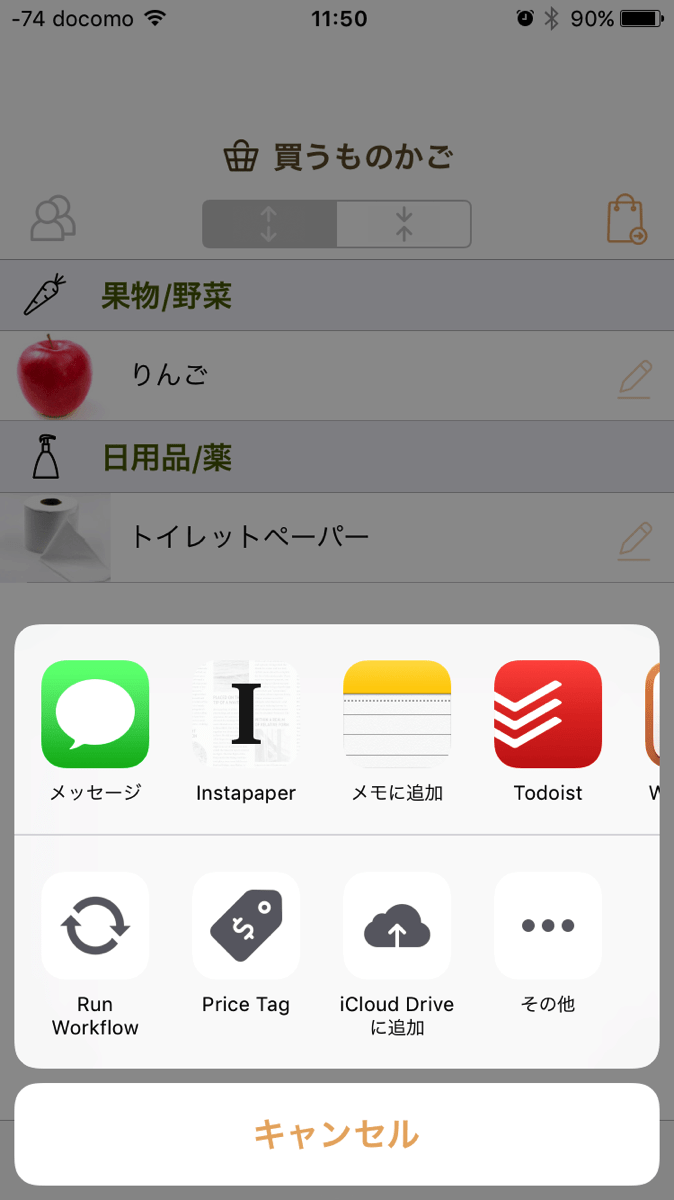 -74 docomo 11:50 90%
買うものかご
果物/野菜
りんご
日用品/薬
トイレットペーパー
メッセージ Instapaper メモに追加 Todoist W
Run Workflow Price Tag iCloud Drive に追加 その他
キャンセル